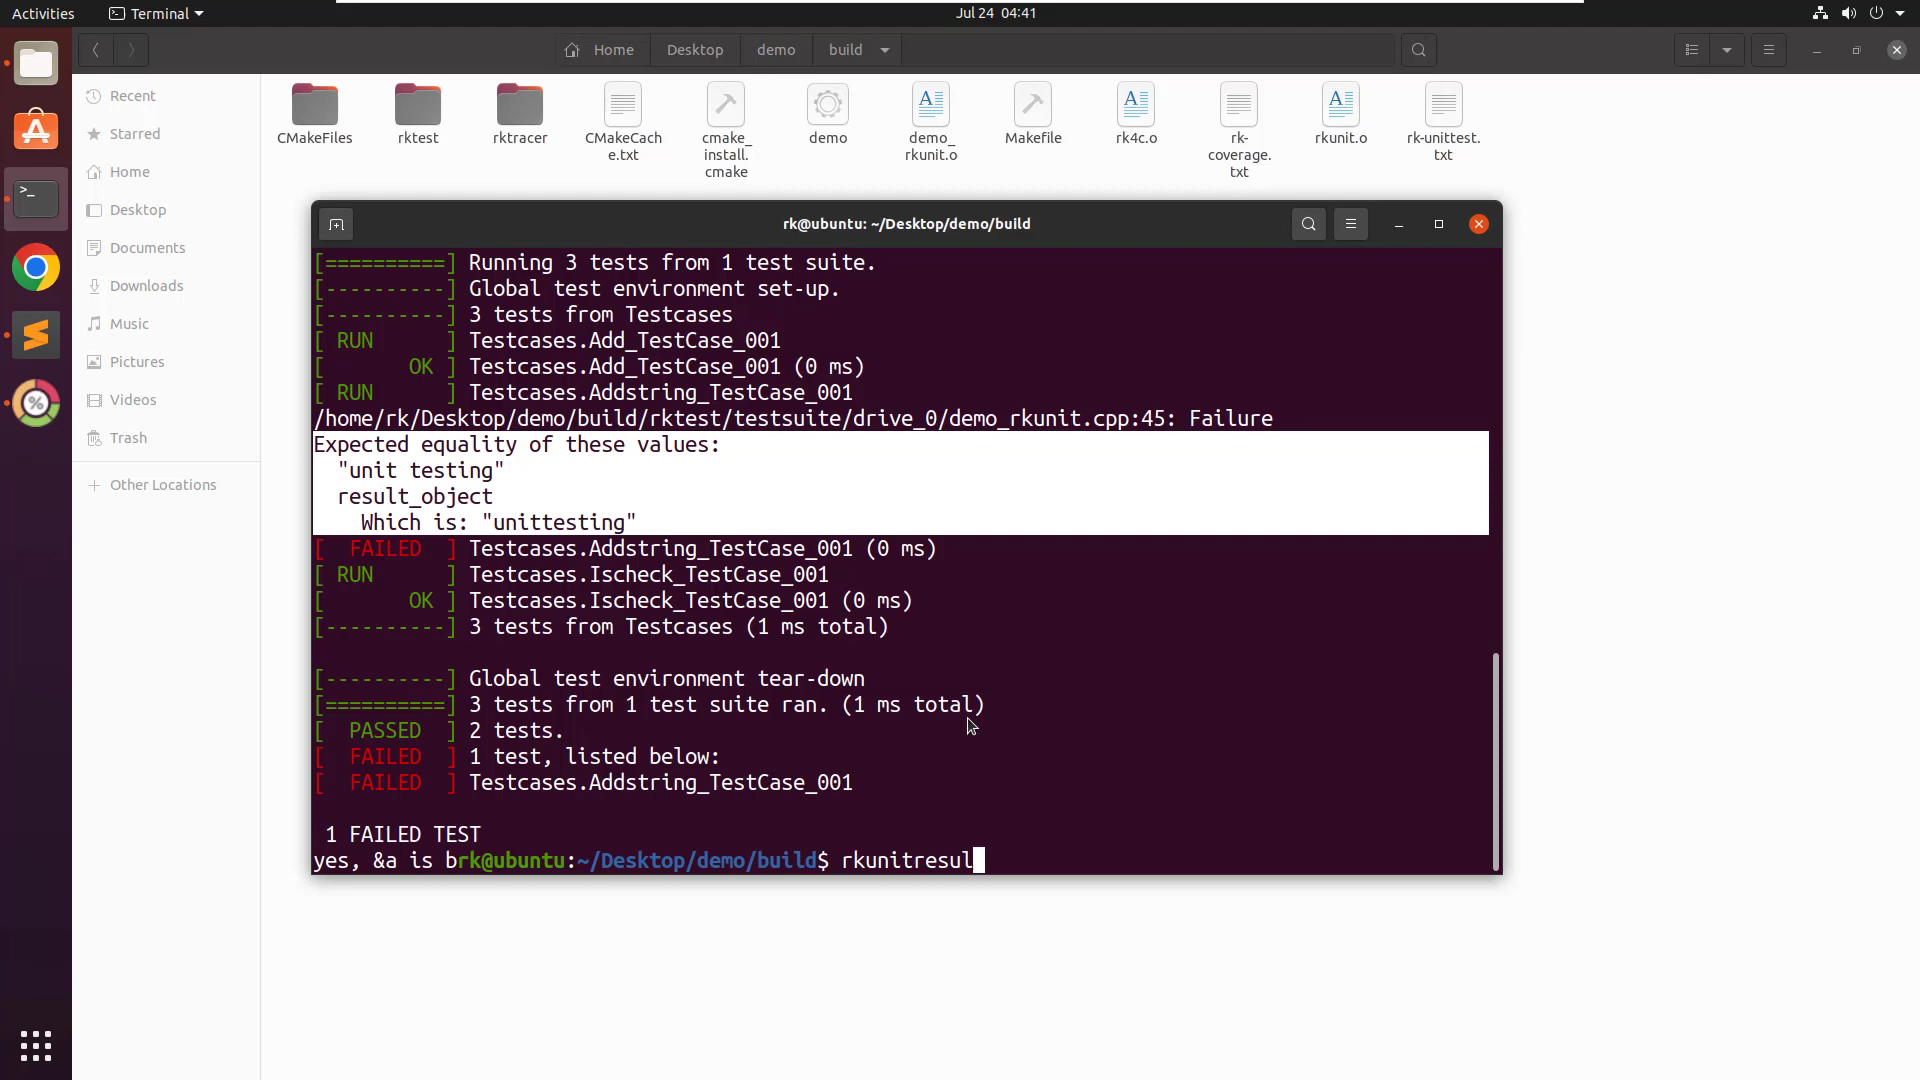 Activities
Terminal
Jul 24 04:41
Home
Desktop
demo
build
Recent
Starred
Home
Desktop
Documents
Downloads
Music
Pictures
Videos
Trash
Other Locations
CMakeFiles
rktest
rktracer
CMakeCach
e.txt
cmake_
install.
cmake
demo
demo_
rkunit.o
Makefile
rk4c.o
rk-
coverage.
txt
rkunit.o
rk-unittest.
txt
rk@ubuntu: ~/Desktop/demo/build
[==========] Running 3 tests from 1 test suite.
[----------] Global test environment set-up.
[----------] 3 tests from Testcases
[ RUN      ] Testcases.Add_TestCase_001
[       OK ] Testcases.Add_TestCase_001 (0 ms)
[ RUN      ] Testcases.Addstring_TestCase_001
/home/rk/Desktop/demo/build/rktest/testsuite/drive_0/demo_rkunit.cpp:45: Failure
Expected equality of these values:
  "unit testing"
  result_object
    Which is: "unittesting"
[  FAILED  ] Testcases.Addstring_TestCase_001 (0 ms)
[ RUN      ] Testcases.Ischeck_TestCase_001
[       OK ] Testcases.Ischeck_TestCase_001 (0 ms)
[----------] 3 tests from Testcases (1 ms total)
[----------] Global test environment tear-down
[==========] 3 tests from 1 test suite ran. (1 ms total)
[  PASSED  ] 2 tests.
[  FAILED  ] 1 test, listed below:
[  FAILED  ] Testcases.Addstring_TestCase_001
 1 FAILED TEST
yes, &a is brk@ubuntu:~/Desktop/demo/build$ rkunitresul